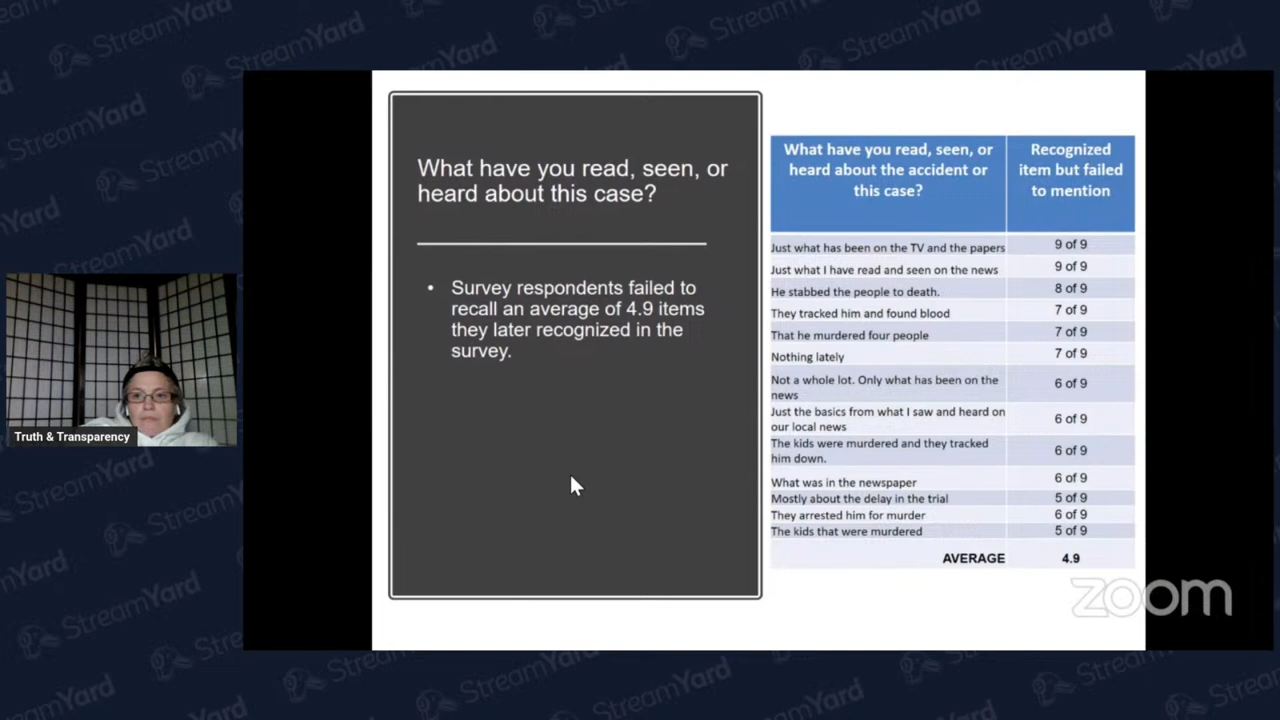 What have you read, seen, or
heard about this case?
• Survey respondents failed to
recall an average of 4.9 items
they later recognized in the
survey.
What have you read, seen, or
heard about the accident or
this case?
Recognized
item but failed
to mention
Just what has been on the TV and the papers 9 of 9
Just what I have read and seen on the news 9 of 9
He stabbed the people to death. 8 of 9
They tracked him and found blood 7 of 9
That he murdered four people 7 of 9
Nothing lately 7 of 9
Not a whole lot. Only what has been on the
news 6 of 9
Just the basics from what I saw and heard on
our local news 6 of 9
The kids were murdered and they tracked
him down. 6 of 9
What was in the newspaper 6 of 9
Mostly about the delay in the trial 5 of 9
They arrested him for murder 6 of 9
The kids that were murdered 5 of 9
AVERAGE 4.9
zoom
Truth & Transparency
StreamYard
StreamYard
StreamYard
StreamYard
StreamYard
StreamYard
StreamYard
StreamYard